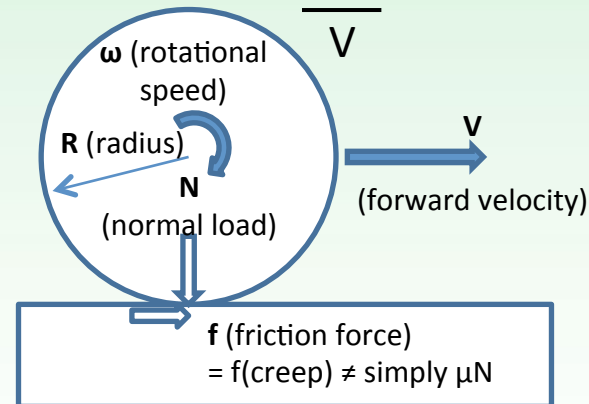 V
ω (rotational
speed)
R (radius)
V
N
(forward velocity)
(normal load)
f (friction force)
= f(creep) ≠ simply μN